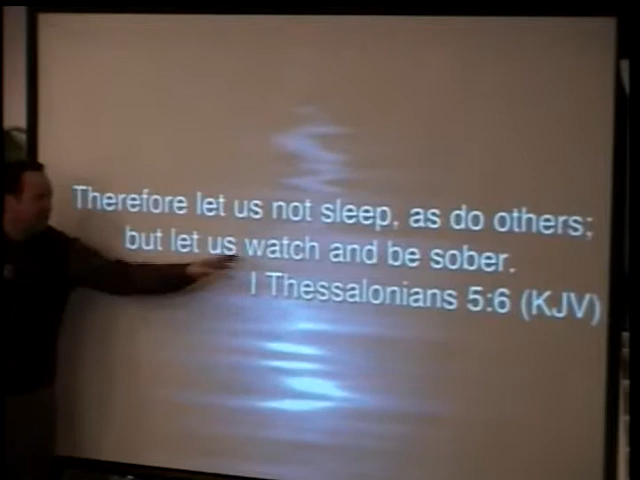 Therefore let us not sleep, as do others;
but let us watch and be sober.
I Thessalonians 5:6 (KJV)